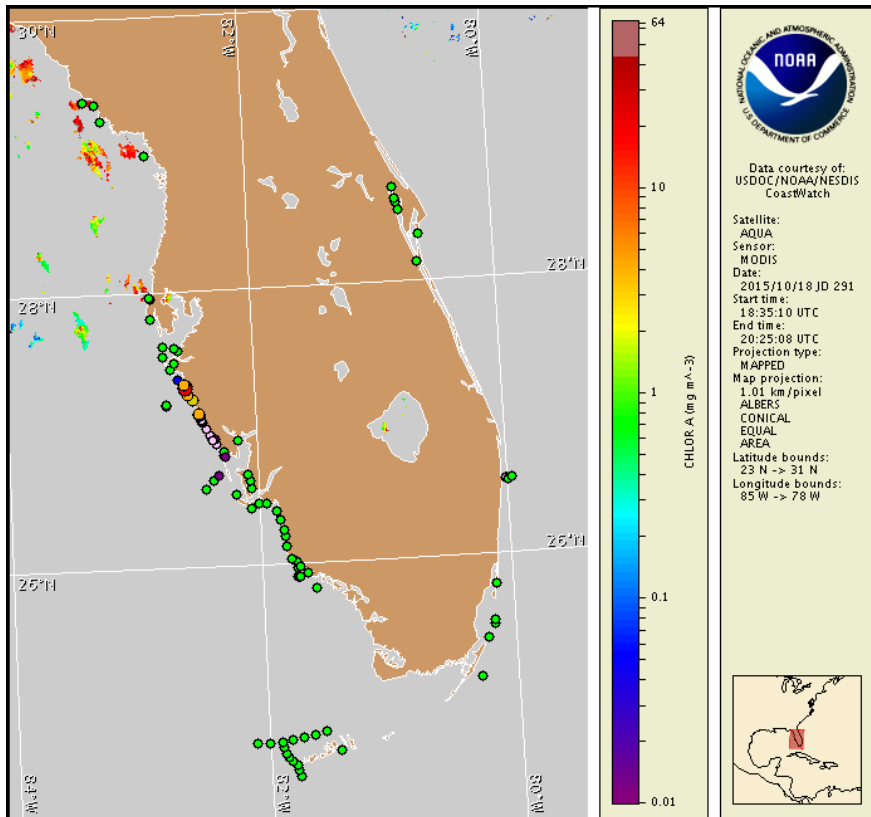 30°N
82°W
80°W
28°N
28°N
26°N
26°N
84°W
82°W
80°W
64
10
1
0.1
0.01
CHLOR A (mg m^-3)
NATIONAL OCEANIC AND ATMOSPHERIC ADMINISTRATION
NOAA
U.S. DEPARTMENT OF COMMERCE
Data courtesy of:
USDOC/NOAA/NESDIS
CoastWatch
Satellite:
AQUA
Sensor:
MODIS
Date:
2015/10/18 JD 291
Start time:
18:35:10 UTC
End time:
20:25:08 UTC
Projection type:
MAPPED
Map projection:
1.01 km/pixel
ALBERS
CONICAL
EQUAL
AREA
Latitude bounds:
23 N -> 31 N
Longitude bounds:
85 W -> 78 W